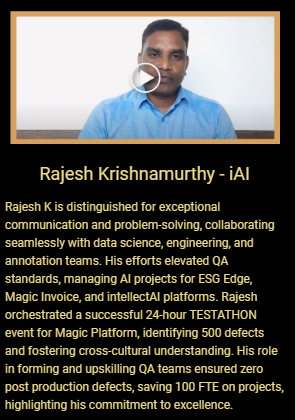 Rajesh Krishnamurthy - iAI
Rajesh K is distinguished for exceptional
communication and problem-solving, collaborating
seamlessly with data science, engineering, and
annotation teams. His efforts elevated QA
standards, managing AI projects for ESG Edge,
Magic Invoice, and intellectAI platforms. Rajesh
orchestrated a successful 24-hour TESTATHON
event for Magic Platform, identifying 500 defects
and fostering cross-cultural understanding. His role
in forming and upskilling QA teams ensured zero
post production defects, saving 100 FTE on projects,
highlighting his commitment to excellence.